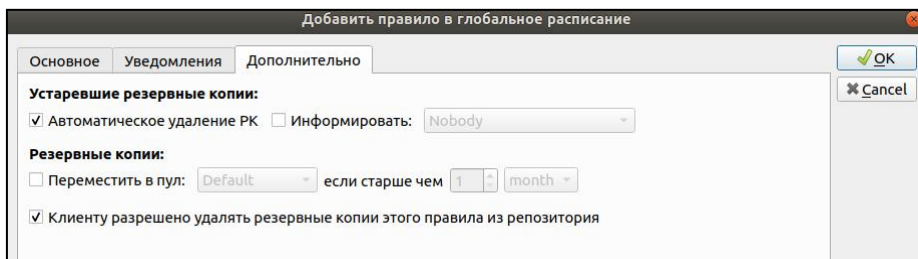 Добавить правило в глобальное расписание
Основное Уведомления Дополнительно
OK
Cancel
Устаревшие резервные копии:
Автоматическое удаление РК Информировать: Nobody
Резервные копии:
Переместить в пул: Default если старше чем 1 month
Клиенту разрешено удалять резервные копии этого правила из репозитория